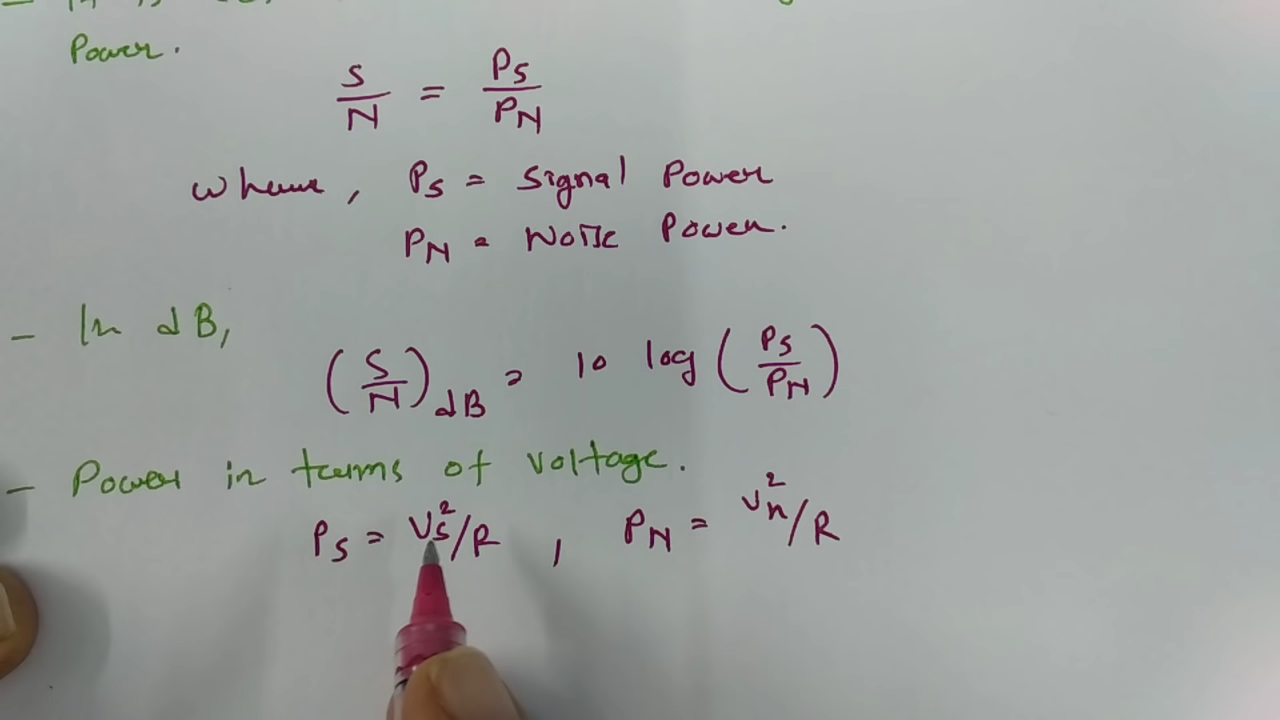 Power.
S/N = PS/PN
where, PS = Signal Power
PN = Noise Power.
- In dB,
(S/N)dB = 10 log (PS/PN)
- Power in terms of voltage.
PS = VS²/R , PN = Vn²/R